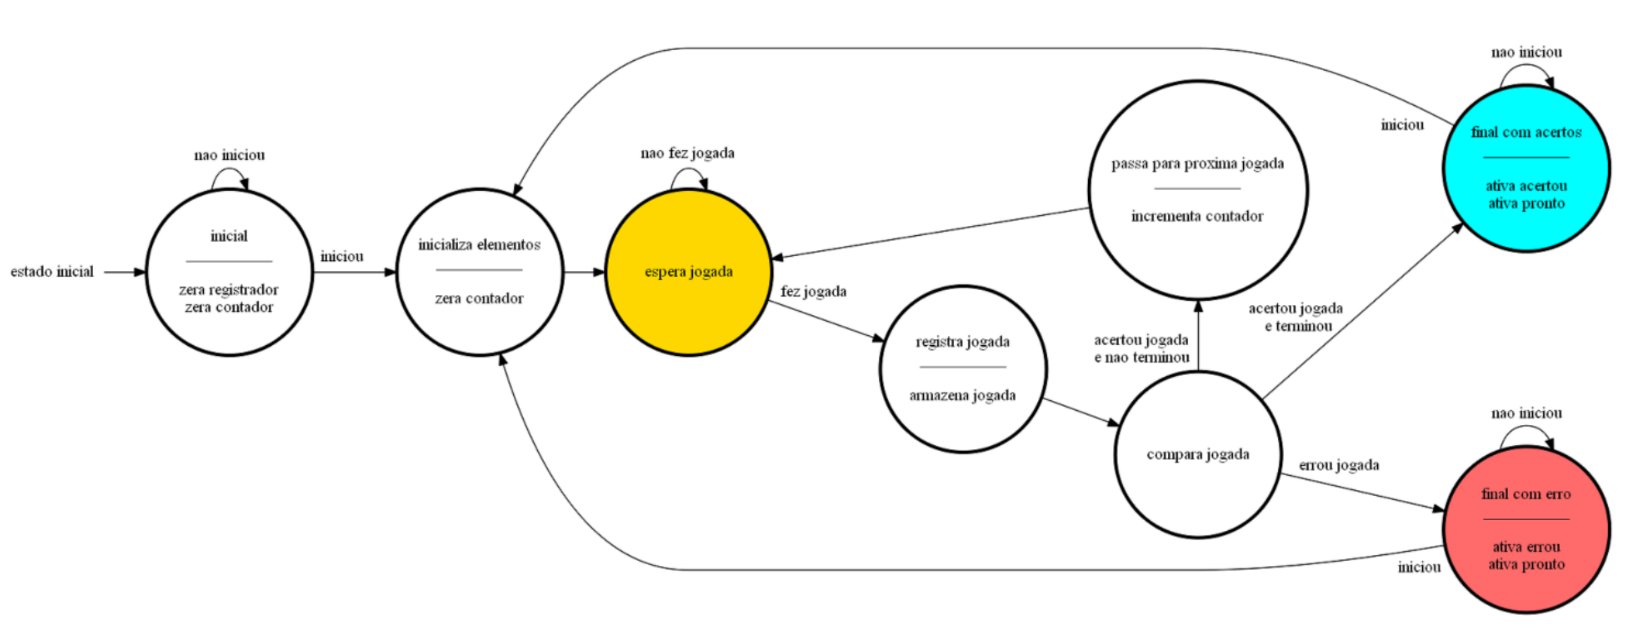 estado inicial
nao iniciou
inicial
zera registrador
zera contador
iniciou
inicializa elementos
zera contador
nao fez jogada
espera jogada
fez jogada
registra jogada
armazena jogada
passa para proxima jogada
incrementa contador
acertou jogada
e nao terminou
compara jogada
acertou jogada
e terminou
errou jogada
nao iniciou
final com acertos
ativa acertou
ativa pronto
iniciou
nao iniciou
final com erro
ativa errou
ativa pronto
iniciou